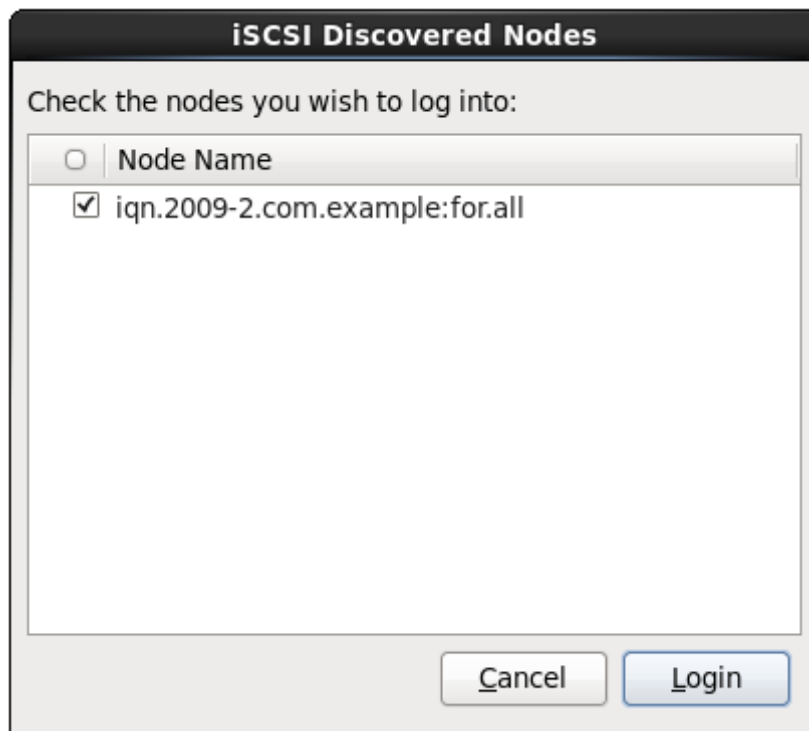 iSCSI Discovered Nodes
Check the nodes you wish to log into:
Node Name
iqn.2009-2.com.example:for.all
Cancel
Login